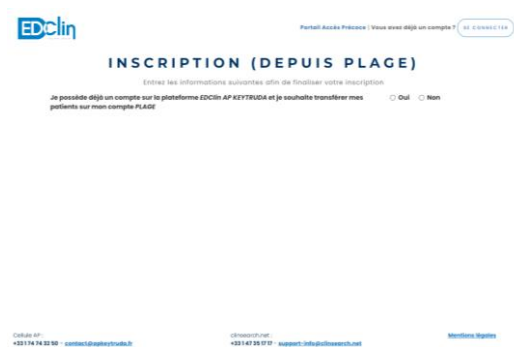 EDclin
Portail Accès Précoce | Vous avez déjà un compte ? SE CONNECTER
INSCRIPTION (DEPUIS PLAGE)
Entrez les informations suivantes afin de finaliser votre inscription
Je possède déjà un compte sur la plateforme EDClin AP KEYTRUDA et je souhaite transférer mes
patients sur mon compte PLAGE
Oui Non
Cellule AP :
+33 1 74 74 32 50 - contact@apkeytruda.fr
clinsearch.net :
+33 1 47 35 17 17 - support-info@clinsearch.net
Mentions légales